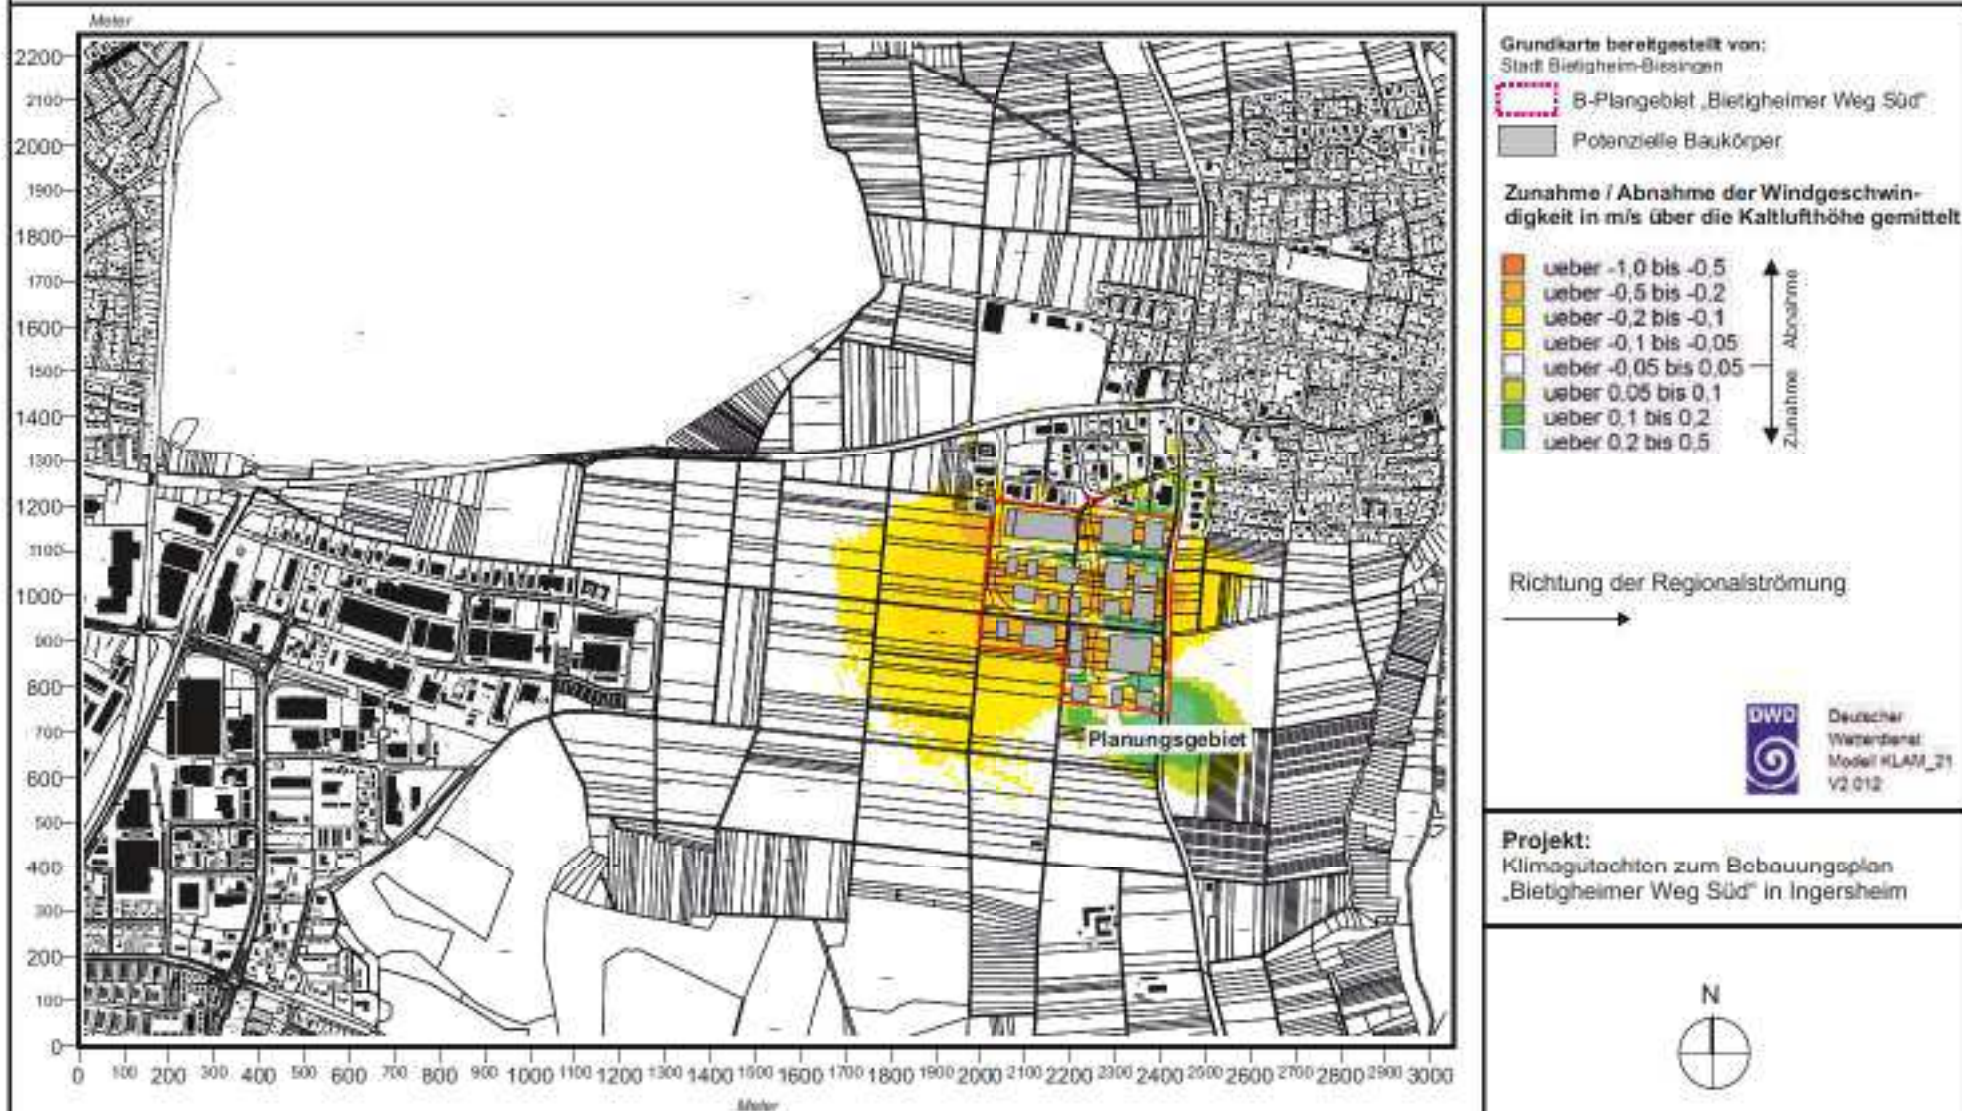 Meter
2200
2100
2000
1900
1800
1700
1600
1500
1400
1300
1200
1100
1000
900
800
700
600
500
400
300
200
100
0
0 100 200 300 400 500 600 700 800 900 1000 1100 1200 1300 1400 1500 1600 1700 1800 1900 2000 2100 2200 2300 2400 2500 2600 2700 2800 2900 3000
Meter
Planungsgebiet
Grundkarte bereitgestellt von:
Stadt Bietigheim-Bissingen
B-Plangebiet „Bietigheimer Weg Süd"
Potenzielle Baukörper
Zunahme / Abnahme der Windgeschwin-
digkeit in m/s über die Kaltlufthöhe gemittelt
ueber -1,0 bis -0,5
ueber -0,5 bis -0,2
ueber -0,2 bis -0,1
ueber -0,1 bis -0,05
ueber -0,05 bis 0,05
ueber 0,05 bis 0,1
ueber 0,1 bis 0,2
ueber 0,2 bis 0,5
Abnahme
Zunahme
Richtung der Regionalströmung
DWD
Deutscher
Wetterdienst
Modell KLAM_21
V2.012
Projekt:
Klimagutachten zum Bebauungsplan
„Bietigheimer Weg Süd" in Ingersheim
N